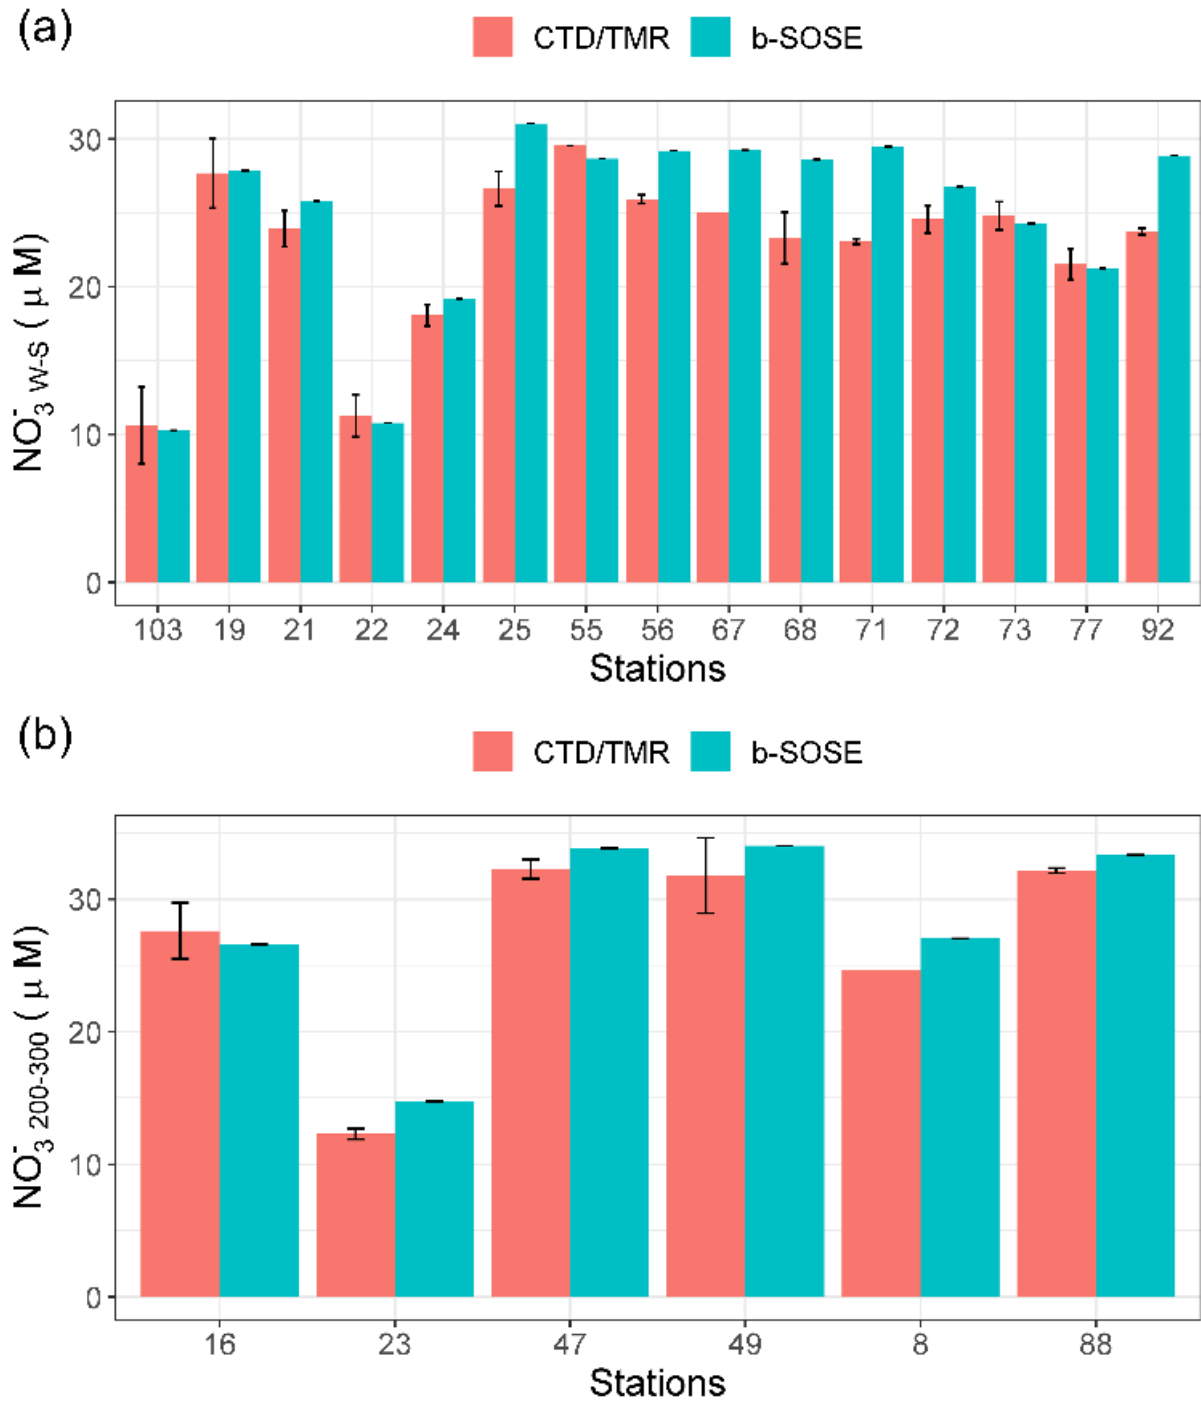 (a)
CTD/TMR b-SOSE
30
20
10
0
NO₃⁻ W-S ( μ M)
103 19 21 22 24 25 55 56 67 68 71 72 73 77 92
Stations
(b)
CTD/TMR b-SOSE
30
20
10
0
NO₃⁻ 200-300 ( μ M)
16 23 47 49 8 88
Stations